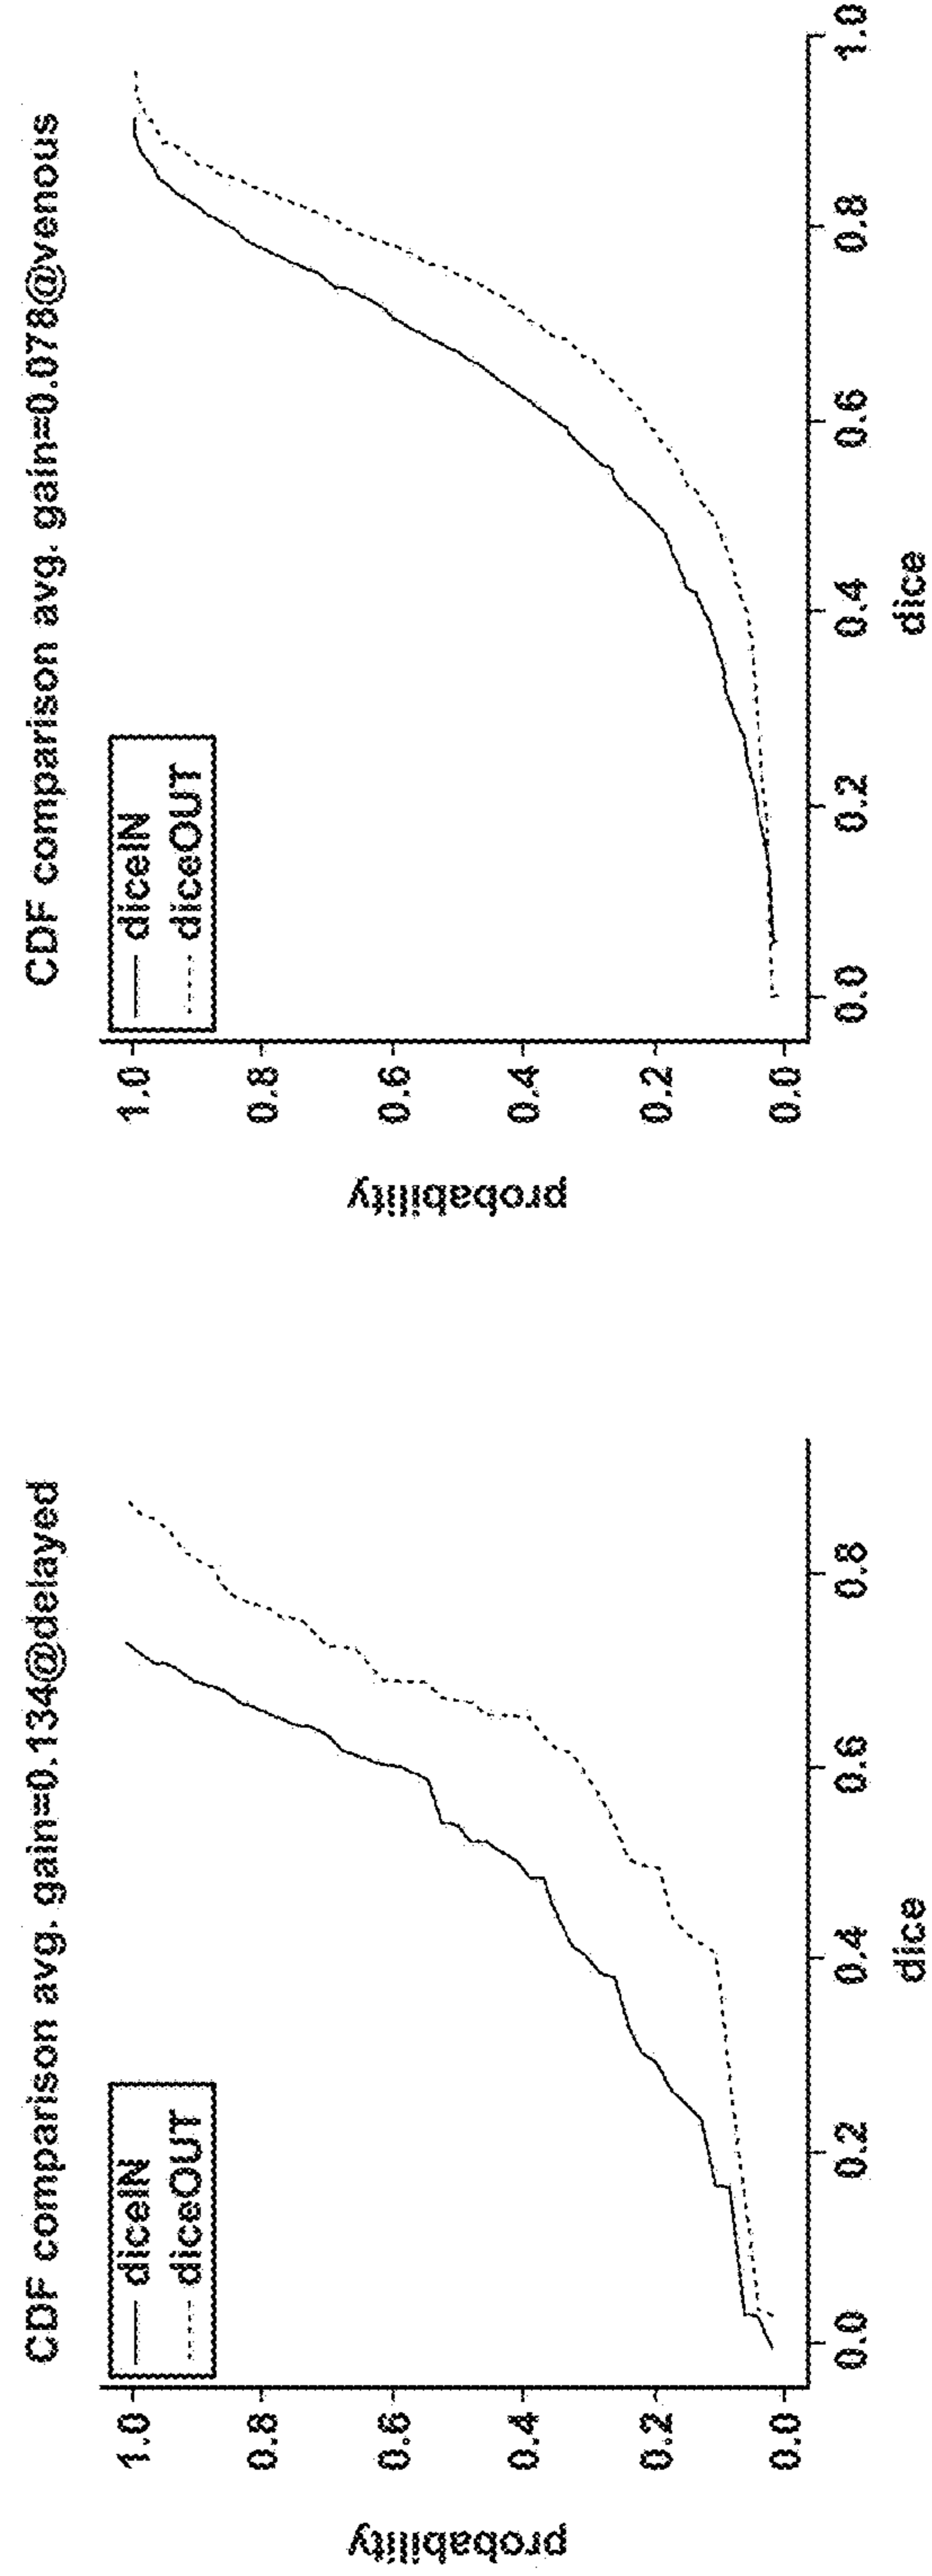 CDF comparison avg. gain=0.134@delayed
diceIN
diceOUT
probability
1.0
0.8
0.6
0.4
0.2
0.0
0.0 0.2 0.4 0.6 0.8
dice
CDF comparison avg. gain=0.078@venous
diceIN
diceOUT
probability
1.0
0.8
0.6
0.4
0.2
0.0
0.0 0.2 0.4 0.6 0.8 1.0
dice